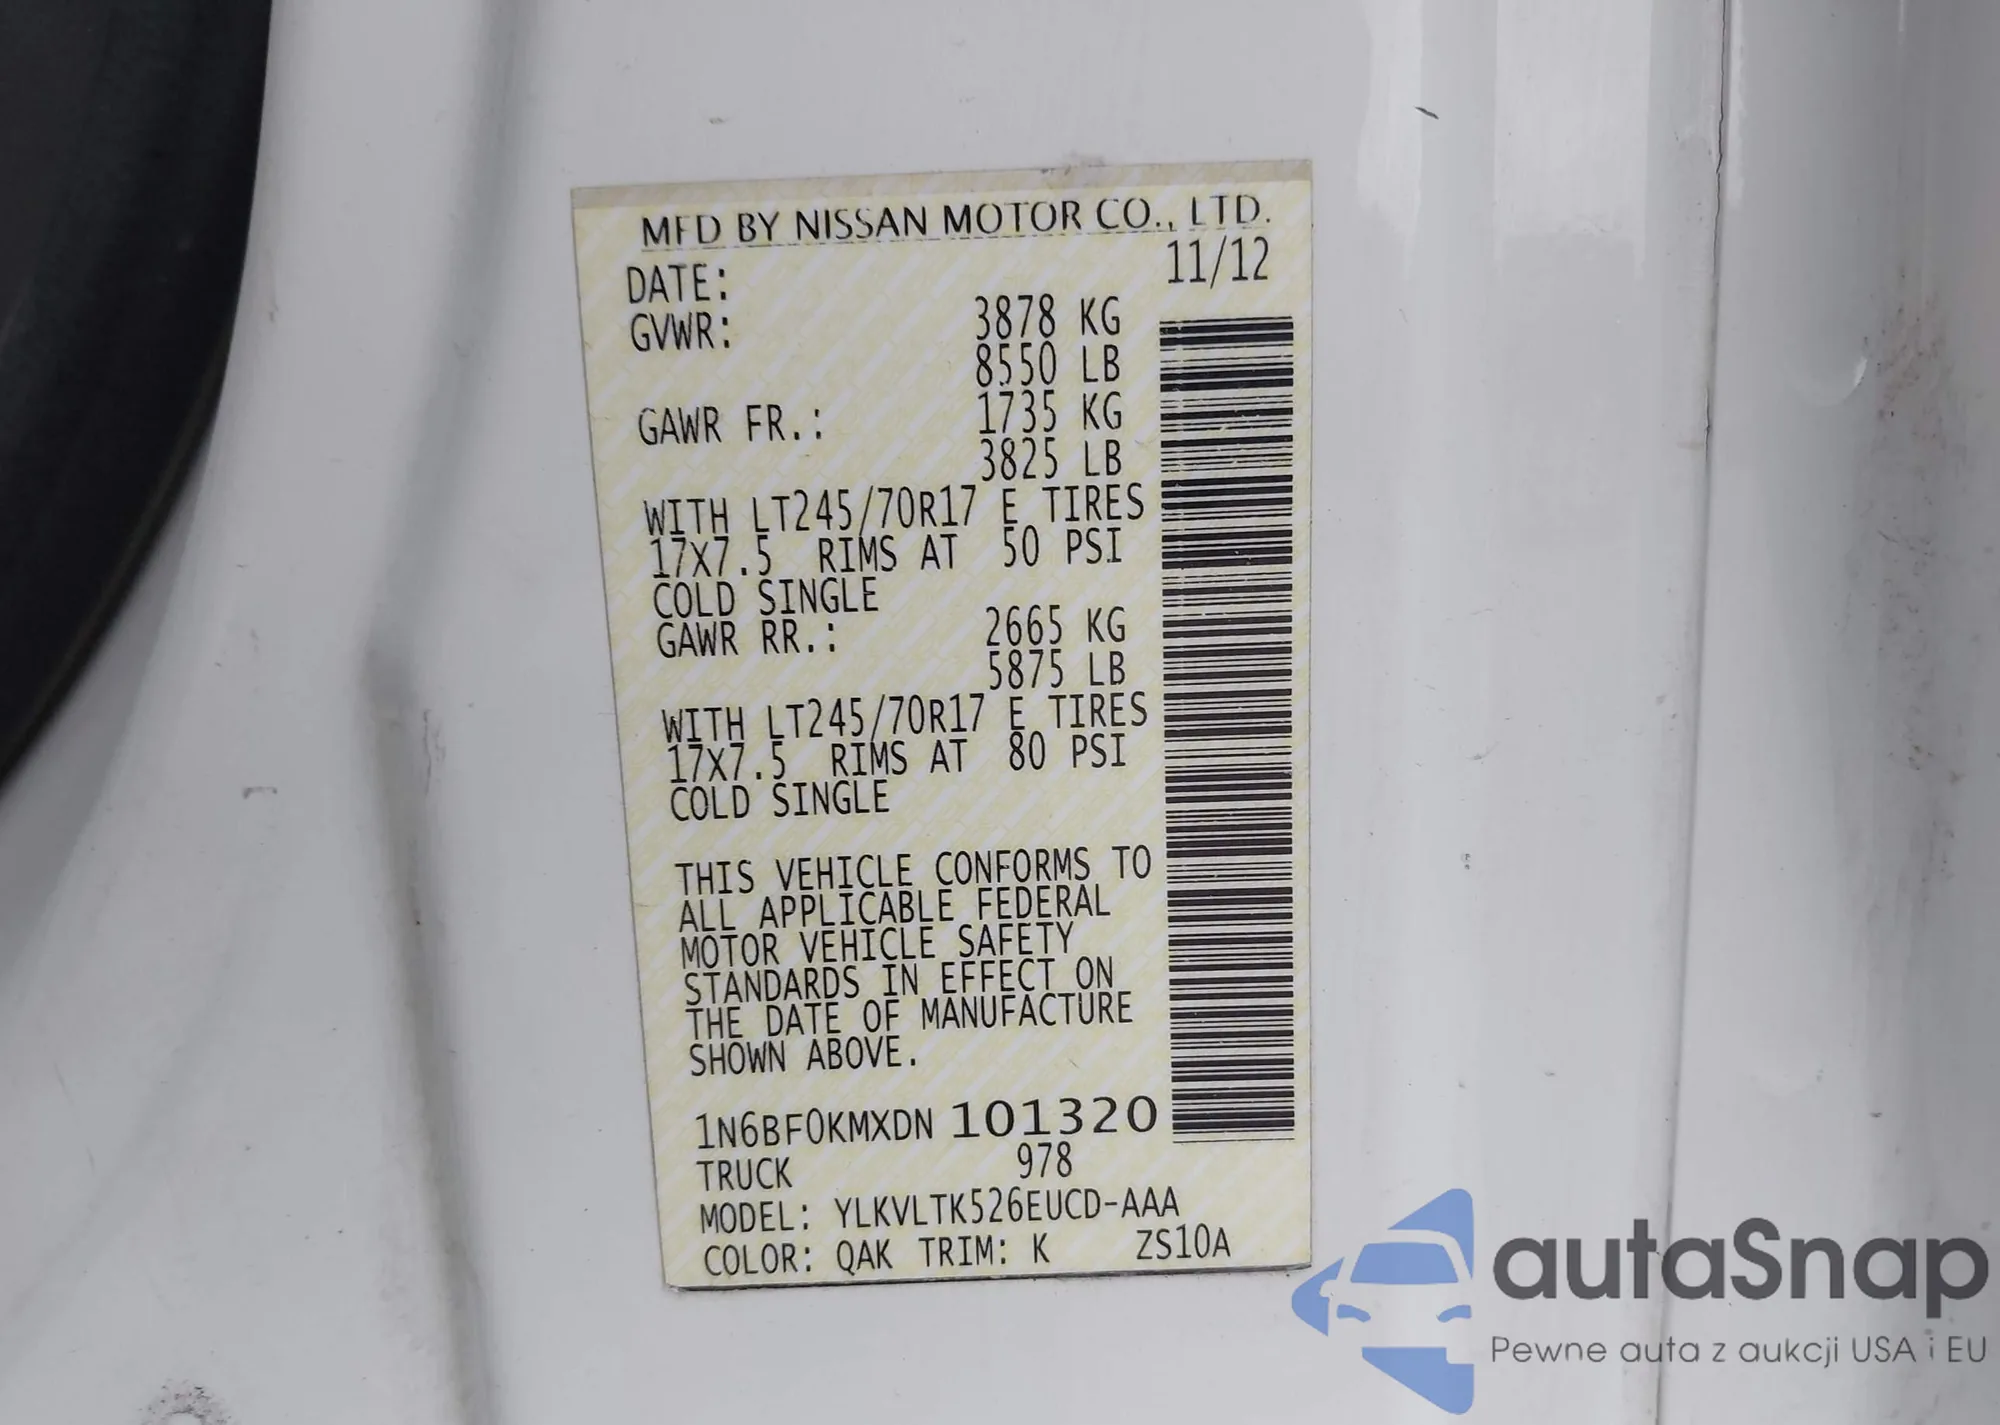 MFD BY NISSAN MOTOR CO., LTD.
DATE: 11/12
GVWR: 3878 KG
8550 LB
GAWR FR.: 1735 KG
3825 LB
WITH LT245/70R17 E TIRES
17X7.5 RIMS AT 50 PSI
COLD SINGLE
GAWR RR.: 2665 KG
5875 LB
WITH LT245/70R17 E TIRES
17X7.5 RIMS AT 80 PSI
COLD SINGLE
THIS VEHICLE CONFORMS TO
ALL APPLICABLE FEDERAL
MOTOR VEHICLE SAFETY
STANDARDS IN EFFECT ON
THE DATE OF MANUFACTURE
SHOWN ABOVE.
1N6BF0KMXDN 101320
TRUCK 978
MODEL: YLKVLTK526EUCD-AAA
COLOR: QAK TRIM: K ZS10A
autaSnap
Pewne auta z aukcji USA i EU